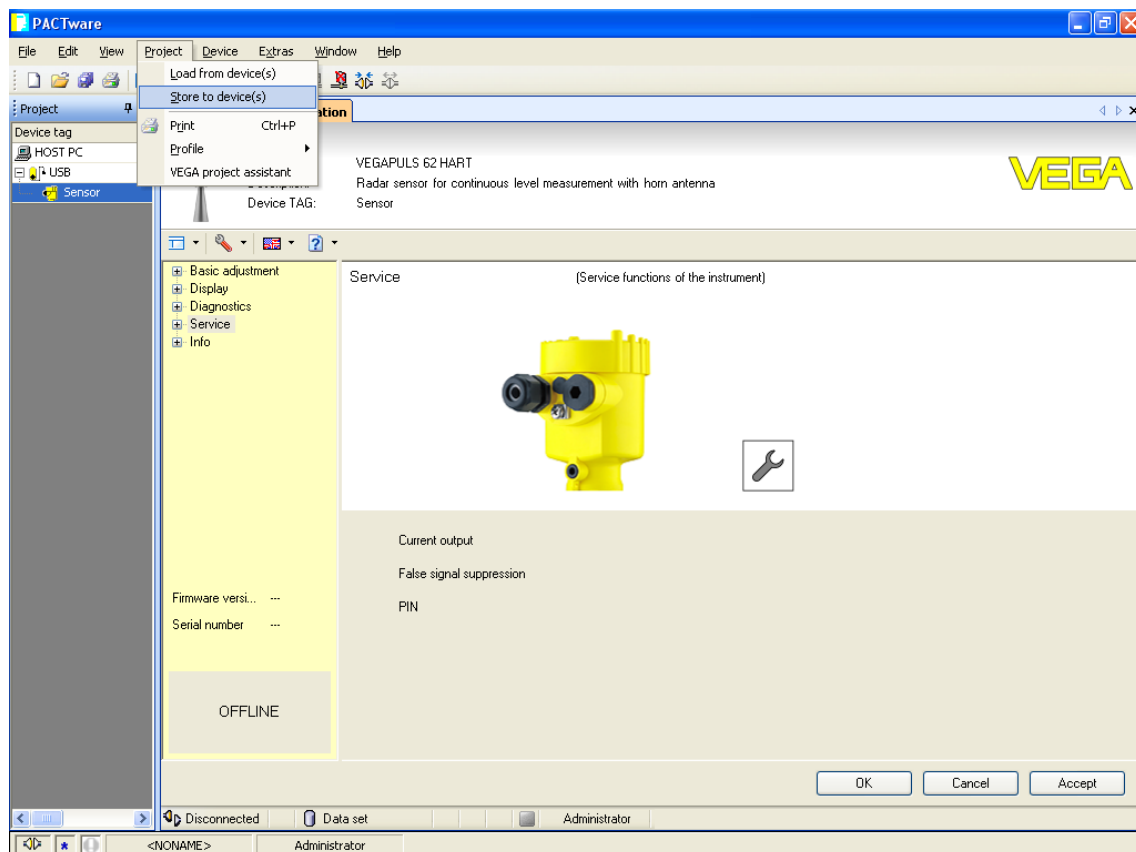 PACTware
File Edit View Project Device Extras Window Help
Load from device(s)
Store to device(s)
Print Ctrl+P
Profile
VEGA project assistant
Project
Device tag
HOST PC
USB
Sensor
VEGAPULS 62 HART
Radar sensor for continuous level measurement with horn antenna
Device TAG: Sensor
VEGA
Basic adjustment
Display
Diagnostics
Service
Info
Firmware versi... ---
Serial number ---
OFFLINE
Service (Service functions of the instrument)
Current output
False signal suppression
PIN
OK Cancel Accept
Disconnected Data set Administrator
<NONAME> Administrator